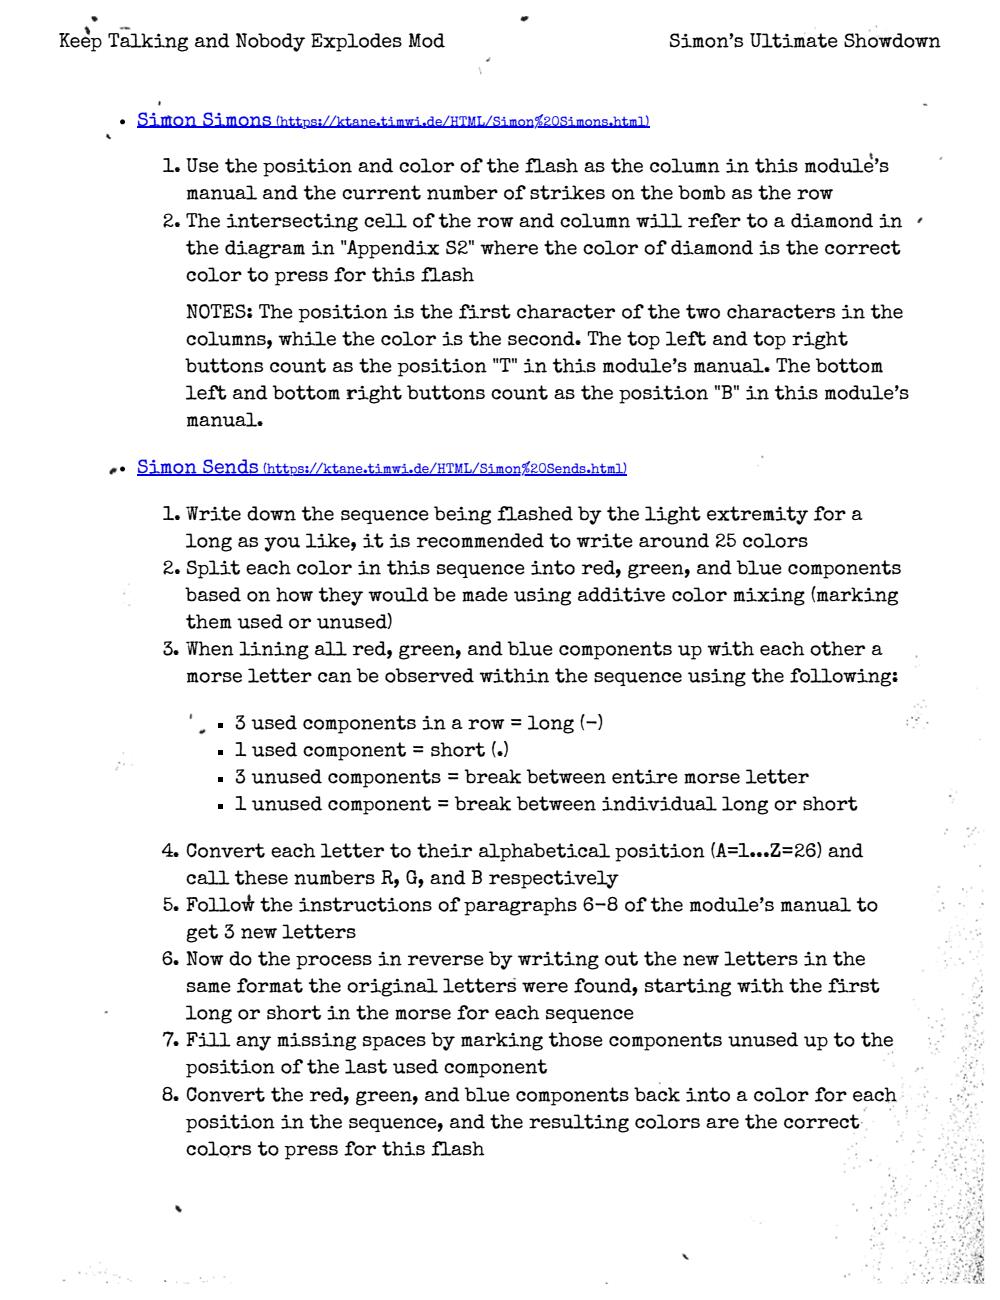 Keep Talking and Nobody Explodes Mod Simon's Ultimate Showdown
• Simon Simons (https://ktane.timwi.de/HTML/Simon%20Simons.html)
1. Use the position and color of the flash as the column in this module's
manual and the current number of strikes on the bomb as the row
2. The intersecting cell of the row and column will refer to a diamond in
the diagram in "Appendix S2" where the color of diamond is the correct
color to press for this flash
NOTES: The position is the first character of the two characters in the
columns, while the color is the second. The top left and top right
buttons count as the position "T" in this module's manual. The bottom
left and bottom right buttons count as the position "B" in this module's
manual.
• Simon Sends (https://ktane.timwi.de/HTML/Simon%20Sends.html)
1. Write down the sequence being flashed by the light extremity for a
long as you like, it is recommended to write around 25 colors
2. Split each color in this sequence into red, green, and blue components
based on how they would be made using additive color mixing (marking
them used or unused)
3. When lining all red, green, and blue components up with each other a
morse letter can be observed within the sequence using the following:
▪ 3 used components in a row = long (-)
▪ 1 used component = short (.)
▪ 3 unused components = break between entire morse letter
▪ 1 unused component = break between individual long or short
4. Convert each letter to their alphabetical position (A=1...Z=26) and
call these numbers R, G, and B respectively
5. Follow the instructions of paragraphs 6-8 of the module's manual to
get 3 new letters
6. Now do the process in reverse by writing out the new letters in the
same format the original letters were found, starting with the first
long or short in the morse for each sequence
7. Fill any missing spaces by marking those components unused up to the
position of the last used component
8. Convert the red, green, and blue components back into a color for each
position in the sequence, and the resulting colors are the correct
colors to press for this flash